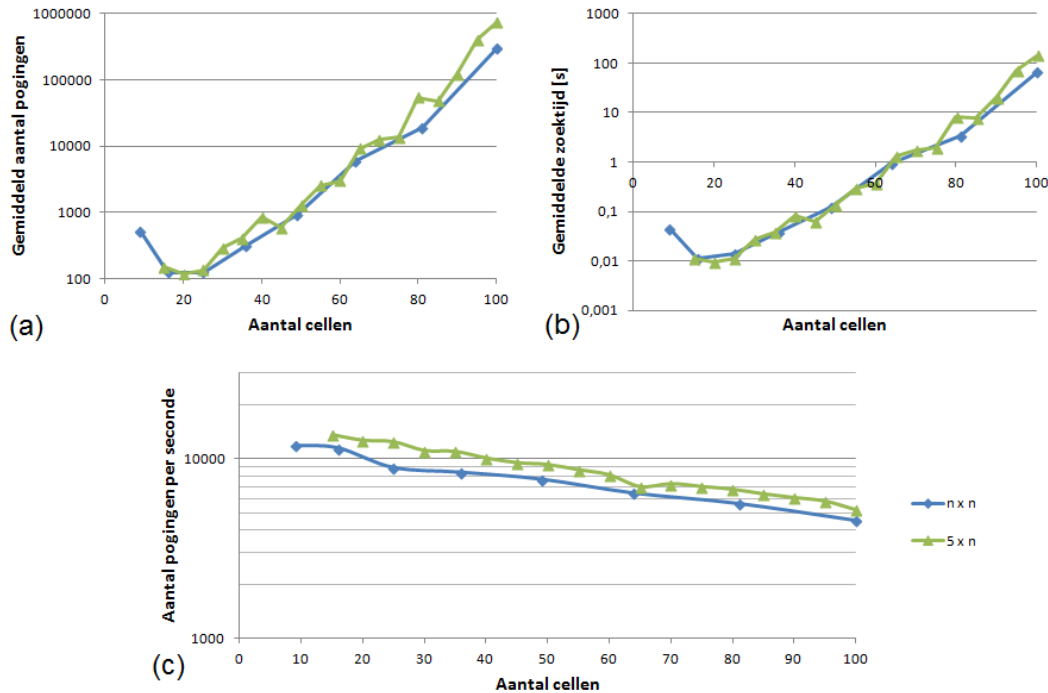 Gemiddeld aantal pogingen
1000000
100000
10000
1000
100
0 20 40 60 80 100
Aantal cellen
(a)
Gemiddelde zoektijd [s]
1000
100
10
1
0,1
0,01
0,001
0 20 40 60 80 100
Aantal cellen
(b)
Aantal pogingen per seconde
10000
1000
0 10 20 30 40 50 60 70 80 90 100
Aantal cellen
(c)
n x n
5 x n